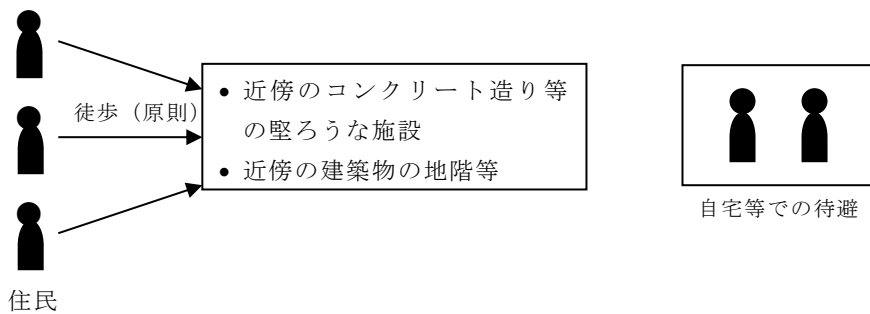 徒歩（原則）
• 近傍のコンクリート造り等
の堅ろうな施設
• 近傍の建築物の地階等
自宅等での待避
住民